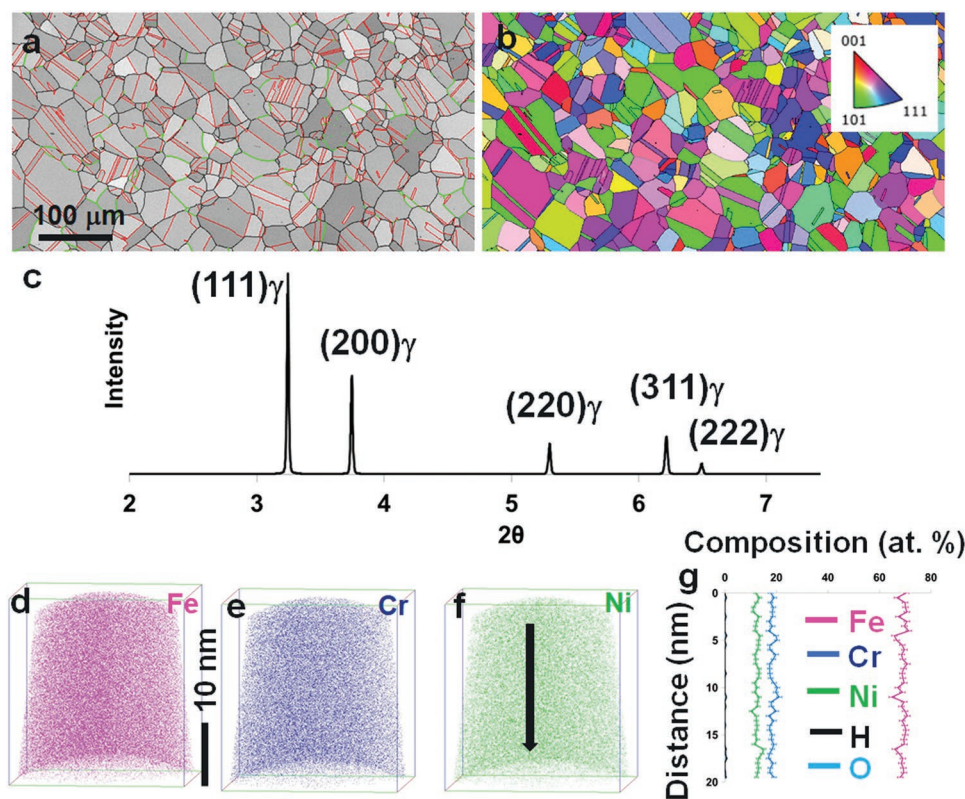 a
100 μm
b
001
101
111
c
Intensity
(111)γ
(200)γ
(220)γ
(311)γ
(222)γ
2
3
4
5
6
7
2θ
d
Fe
10 nm
e
Cr
f
Ni
Composition (at. %)
g
0
20
40
60
80
Distance (nm)
0
5
10
15
20
Fe
Cr
Ni
H
O